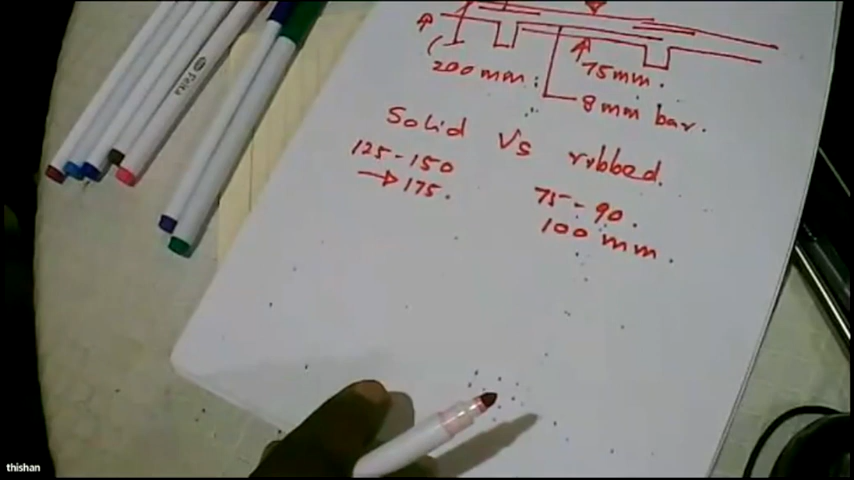 200 mm
75 mm.
8 mm bar.
Solid Vs ribbed.
125-150
→ 175.
75 - 90.
100 mm.
thishan